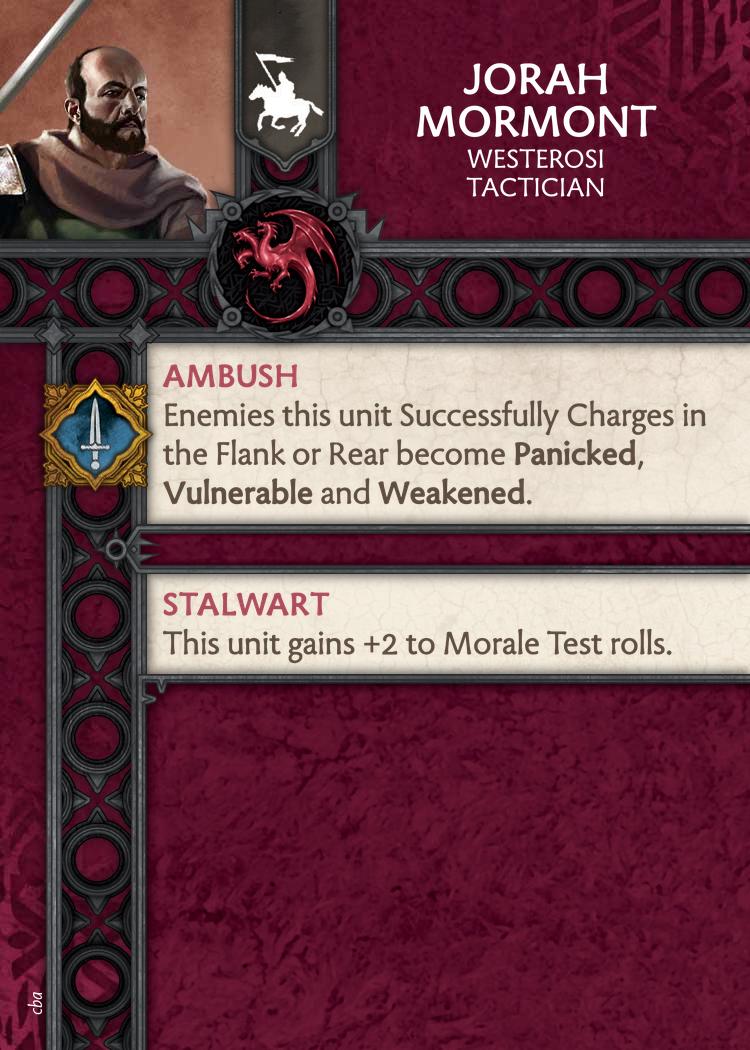 JORAH
MORMONT
WESTEROSI
TACTICIAN
AMBUSH
Enemies this unit Successfully Charges in
the Flank or Rear become Panicked,
Vulnerable and Weakened.
STALWART
This unit gains +2 to Morale Test rolls.
cba